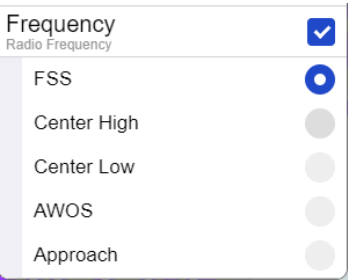 Frequency
Radio Frequency
FSS
Center High
Center Low
AWOS
Approach